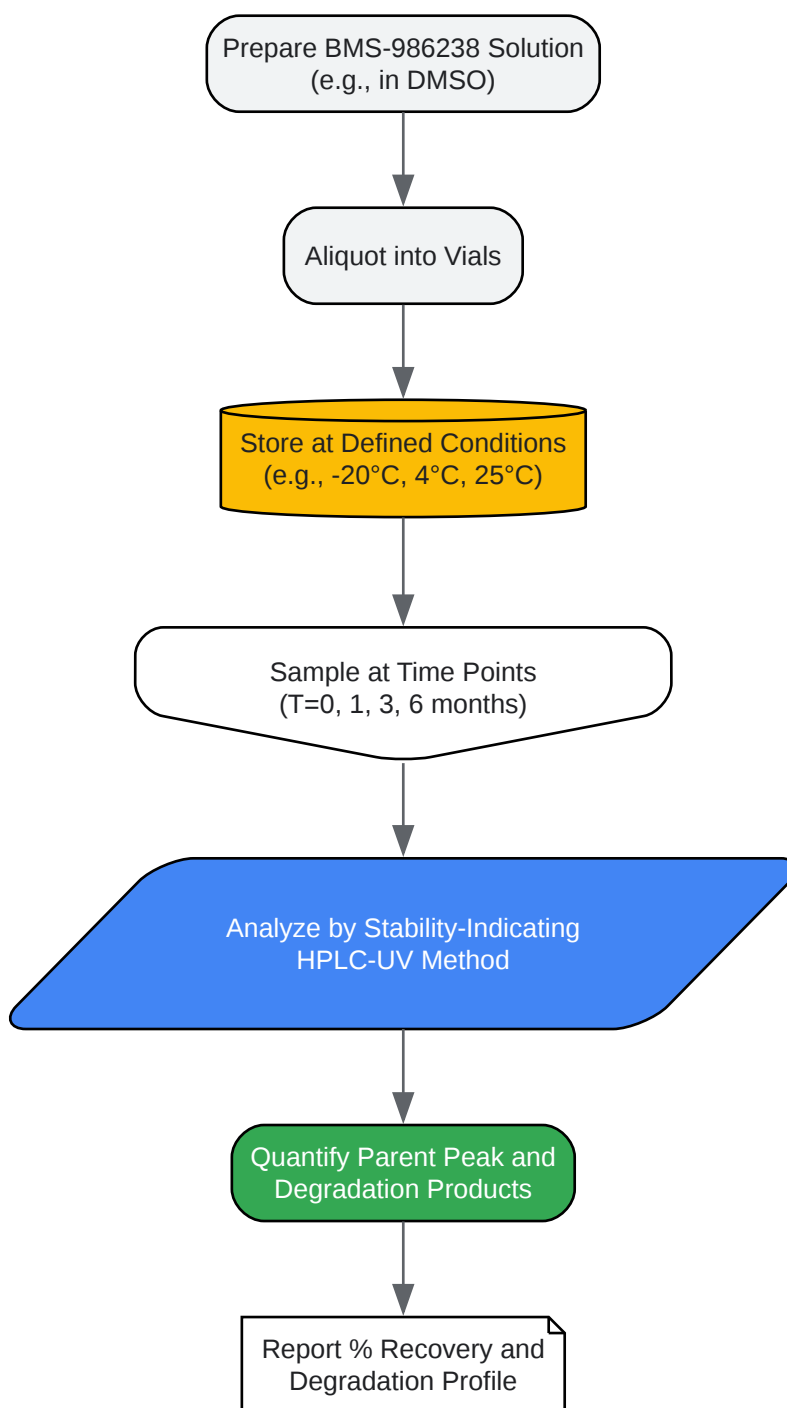 Prepare BMS-986238 Solution
(e.g., in DMSO)
Aliquot into Vials
Store at Defined Conditions
(e.g., -20°C, 4°C, 25°C)
Sample at Time Points
(T=0, 1, 3, 6 months)
Analyze by Stability-Indicating
HPLC-UV Method
Quantify Parent Peak and
Degradation Products
Report % Recovery and
Degradation Profile